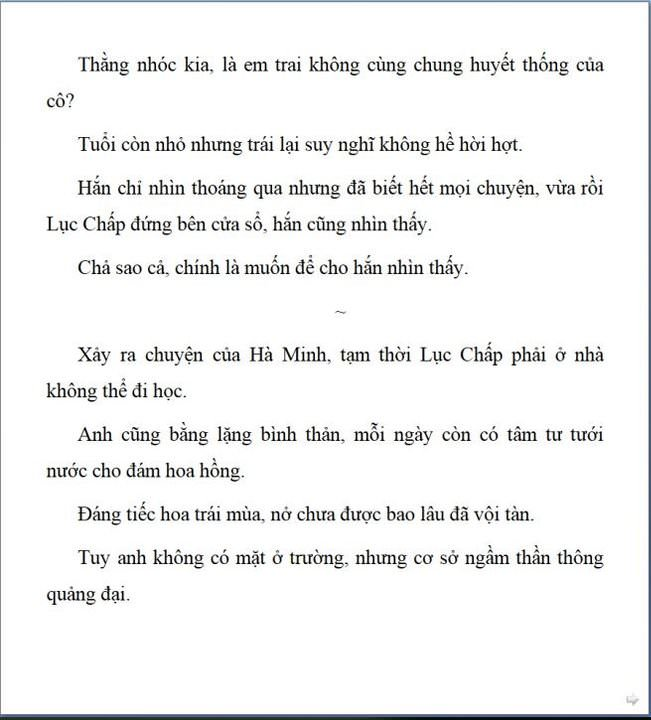 Thằng nhóc kia, là em trai không cùng chung huyết thống của
cô?
Tuổi còn nhỏ nhưng trái lại suy nghĩ không hề hời hợt.
Hắn chỉ nhìn thoáng qua nhưng đã biết hết mọi chuyện, vừa rồi
Lục Chấp đứng bên cửa sổ, hắn cũng nhìn thấy.
Chả sao cả, chính là muốn để cho hắn nhìn thấy.
~
Xảy ra chuyện của Hà Minh, tạm thời Lục Chấp phải ở nhà
không thể đi học.
Anh cũng bằng lặng bình thản, mỗi ngày còn có tâm tư tưới
nước cho đám hoa hồng.
Đáng tiếc hoa trái mùa, nở chưa được bao lâu đã vội tàn.
Tuy anh không có mặt ở trường, nhưng cơ sở ngầm thần thông
quảng đại.